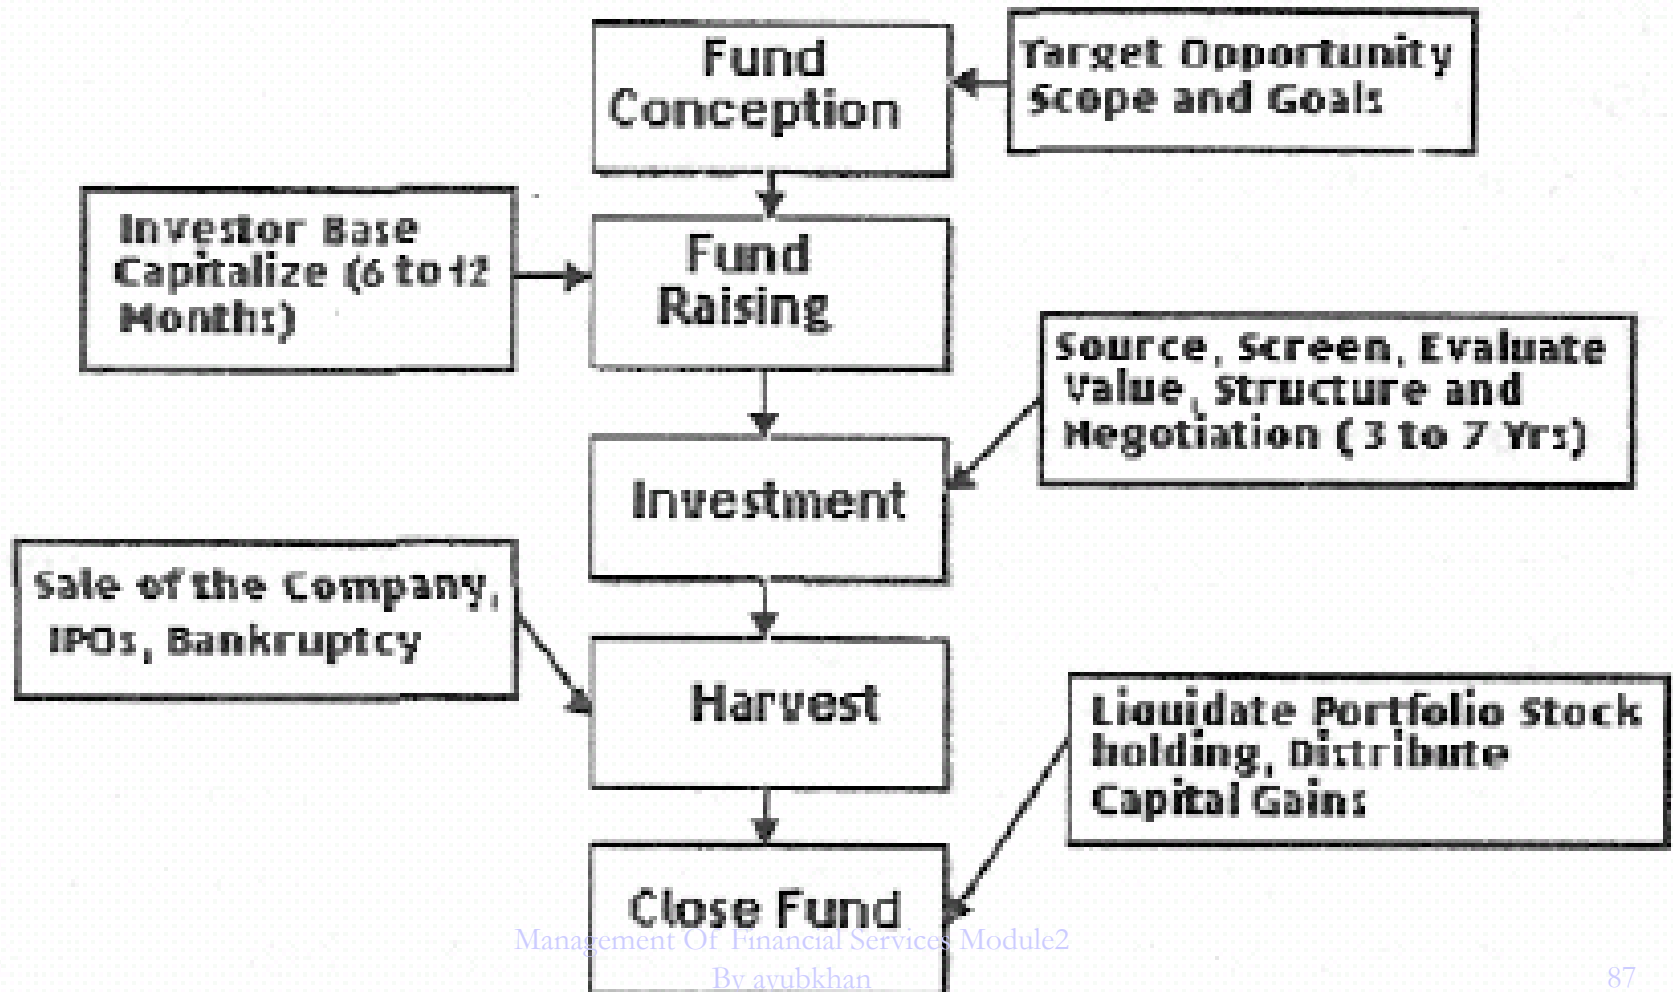 Fund
Conception
Target Opportunity
Scope and Goals
Investor Base
Capitalize (6 to 12
Months)
Fund
Raising
Source, Screen, Evaluate
Value, Structure and
Negotiation ( 3 to 7 Yrs)
Investment
Sale of the Company,
IPOs, Bankruptcy
Harvest
Liquidate Portfolio Stock
holding, Distribute
Capital Gains
Close Fund
Management Of Financial Services Module2
By ayubkhan
87